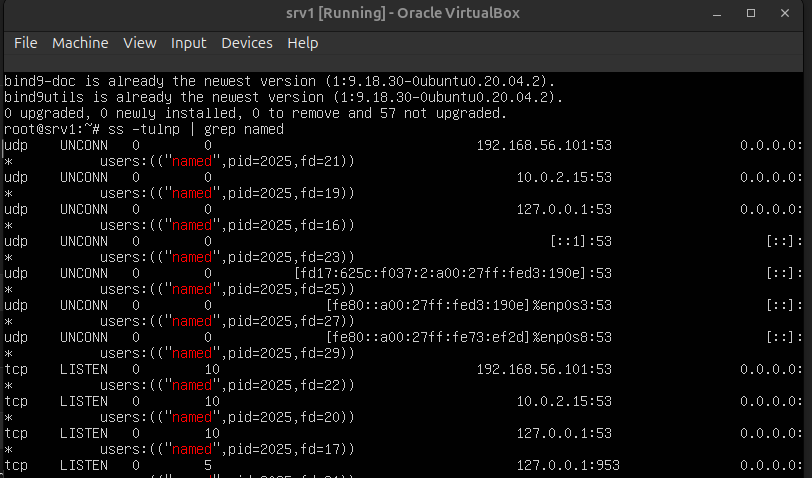 srv1 [Running] - Oracle VirtualBox
File Machine View Input Devices Help
bind9-doc is already the newest version (1:9.18.30-0ubuntu0.20.04.2).
bind9utils is already the newest version (1:9.18.30-0ubuntu0.20.04.2).
0 upgraded, 0 newly installed, 0 to remove and 57 not upgraded.
root@srv1:~# ss -tulnp | grep named
udp UNCONN 0 0 192.168.56.101:53 0.0.0.0:
* users:(("named",pid=2025,fd=21))
udp UNCONN 0 0 10.0.2.15:53 0.0.0.0:
* users:(("named",pid=2025,fd=19))
udp UNCONN 0 0 127.0.0.1:53 0.0.0.0:
* users:(("named",pid=2025,fd=16))
udp UNCONN 0 0 [::1]:53 [::]:
* users:(("named",pid=2025,fd=23))
udp UNCONN 0 0 [fd17:625c:f037:2:a00:27ff:fed3:190e]:53 [::]:
* users:(("named",pid=2025,fd=25))
udp UNCONN 0 0 [fe80::a00:27ff:fed3:190e]%enp0s3:53 [::]:
* users:(("named",pid=2025,fd=27))
udp UNCONN 0 0 [fe80::a00:27ff:fe73:ef2d]%enp0s8:53 [::]:
* users:(("named",pid=2025,fd=29))
tcp LISTEN 0 10 192.168.56.101:53 0.0.0.0:
* users:(("named",pid=2025,fd=22))
tcp LISTEN 0 10 10.0.2.15:53 0.0.0.0:
* users:(("named",pid=2025,fd=20))
tcp LISTEN 0 10 127.0.0.1:53 0.0.0.0:
* users:(("named",pid=2025,fd=17))
tcp LISTEN 0 5 127.0.0.1:953 0.0.0.0: